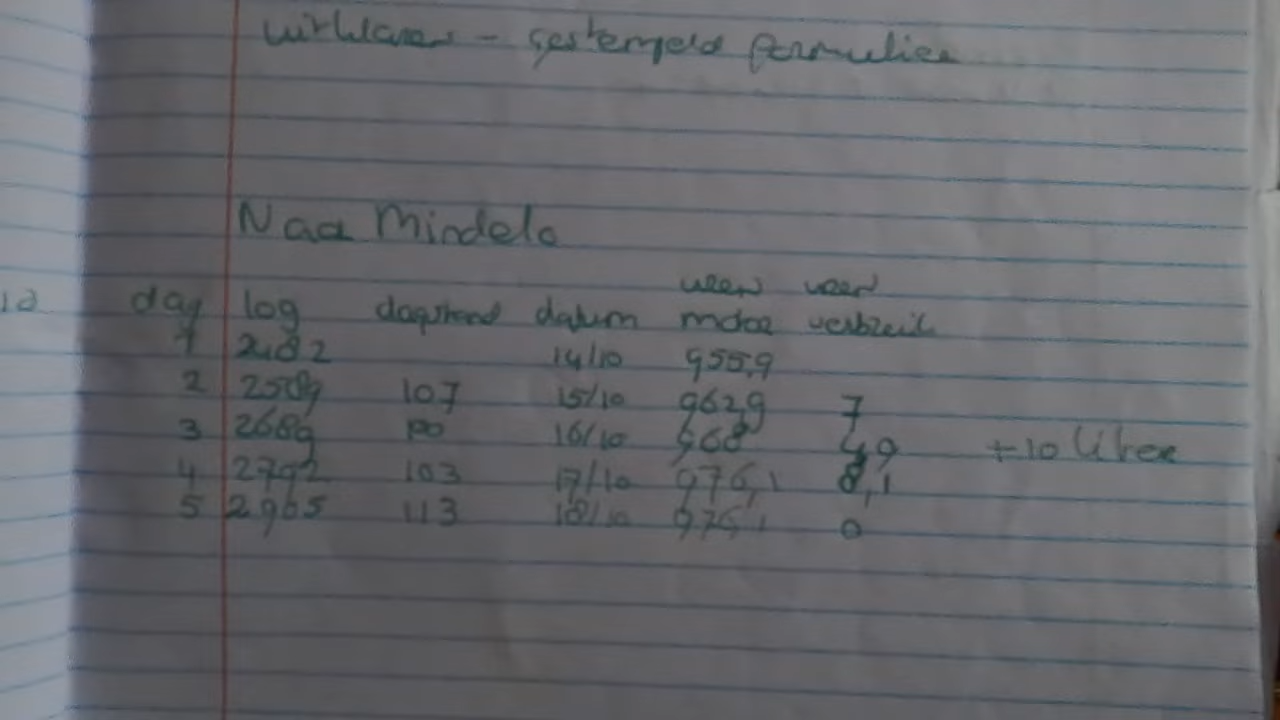 uitklaren - gestempeld formulier
Naar Mindelo
uren uren
dag log dagstand datum motor verbruik
1 2482 14/10 955,9
2 2589 107 15/10 962,9 7
3 2689 100 16/10 968 4,9 +10 liter
4 2792 103 17/10 976,1 8,1
5 2905 113 18/10 976,1 0